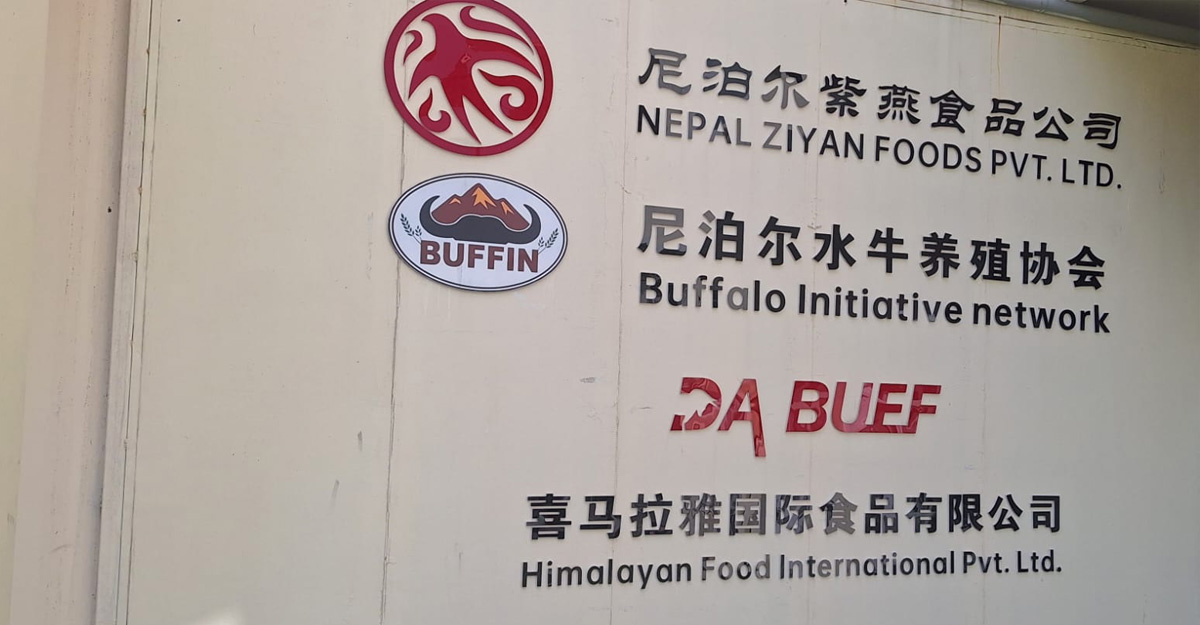 尼泊尔紫燕食品公司
NEPAL ZIYAN FOODS PVT. LTD.
BUFFIN
尼泊尔水牛养殖协会
Buffalo Initiative network
DA BUEF
喜马拉雅国际食品有限公司
Himalayan Food International Pvt. Ltd.